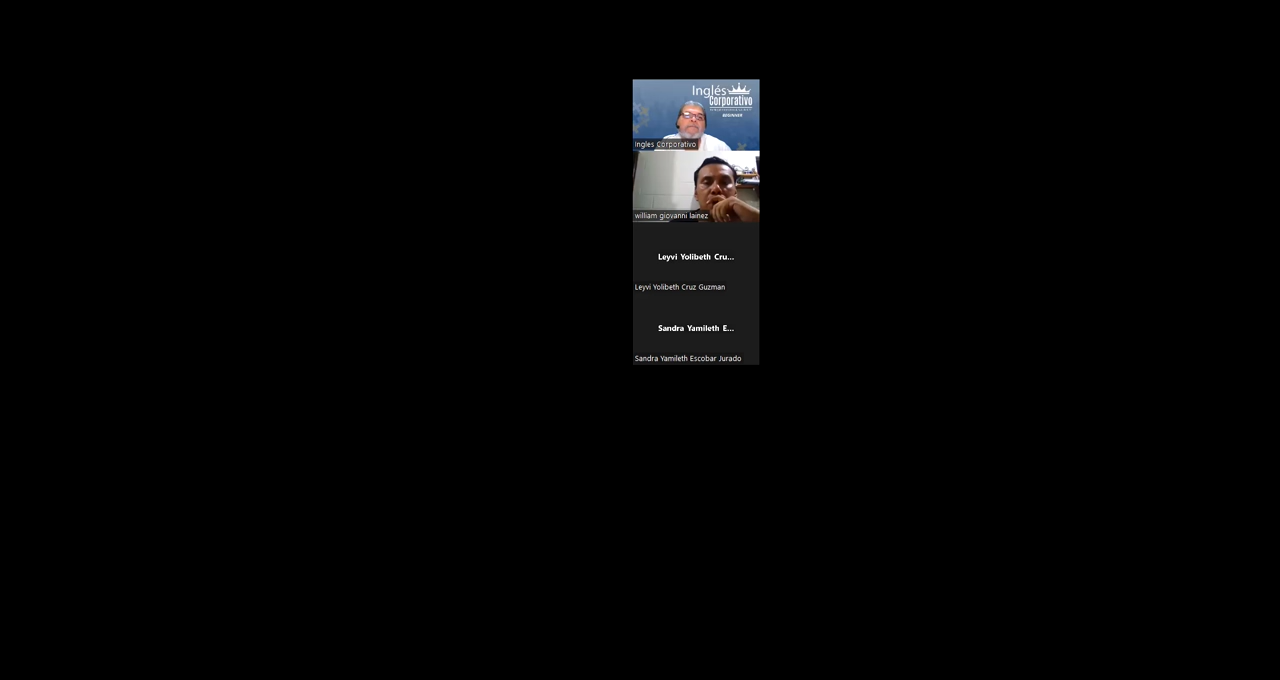 Inglés
Corporativo
BEGINNER
Ingles Corporativo
william giovanni lainez
Leyvi Yolibeth Cru...
Leyvi Yolibeth Cruz Guzman
Sandra Yamileth E...
Sandra Yamileth Escobar Jurado